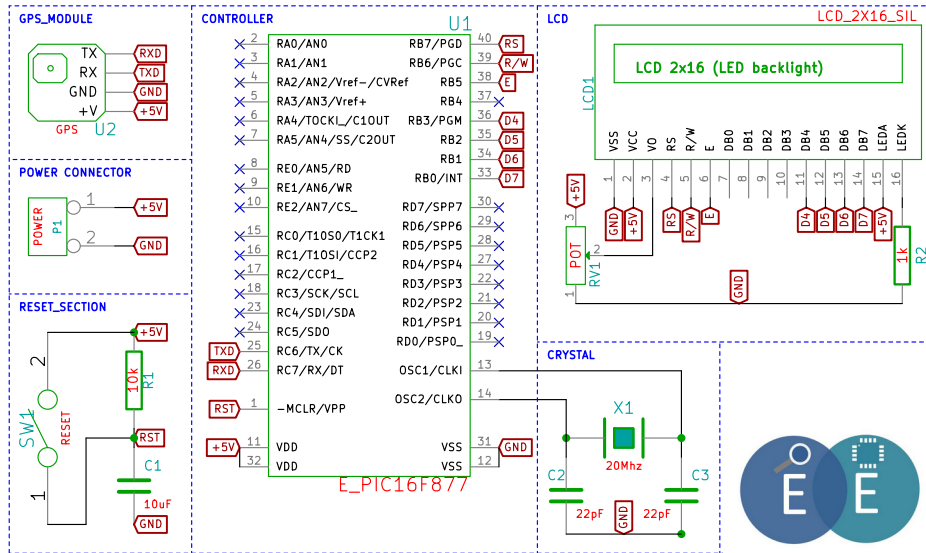 GPS_MODULE
TX RXD
RX TXD
GND GND
+V +5V
GPS U2
POWER CONNECTOR
POWER P1
1 +5V
2 GND
RESET_SECTION
+5V
2
10k R1
SW1 RESET
RST
C1
1
10uF
GND
CONTROLLER
U1
2 RA0/AN0
3 RA1/AN1
4 RA2/AN2/Vref-/CVRef
5 RA3/AN3/Vref+
6 RA4/TOCKI_/C1OUT
7 RA5/AN4/SS/C2OUT
8 RE0/AN5/RD
9 RE1/AN6/WR
10 RE2/AN7/CS_
15 RC0/T1OSO/T1CK1
16 RC1/T1OSI/CCP2
17 RC2/CCP1_
18 RC3/SCK/SCL
23 RC4/SDI/SDA
24 RC5/SDO
TXD 25 RC6/TX/CK
RXD 26 RC7/RX/DT
RST 1 -MCLR/VPP
+5V 11 VDD
32 VDD
RB7/PGD 40 RS
RB6/PGC 39 R/W
RB5 38 E
RB4 37
RB3/PGM 36 D4
RB2 35 D5
RB1 34 D6
RB0/INT 33 D7
RD7/SPP7 30
RD6/SPP6 29
RD5/SPP5 28
RD4/SPP4 27
RD3/PSP3 22
RD2/PSP2 21
RD1/PSP1 20
RD0/PSP0_ 19
OSC1/CLKI 13
OSC2/CLKO 14
VSS 31 GND
VSS 12
E_PIC16F877
LCD
LCD_2X16_SIL
LCD1
LCD 2x16 (LED backlight)
VSS VCC VO RS R/W E DB0 DB1 DB2 DB3 DB4 DB5 DB6 DB7 LEDA LEDK
1 2 3 4 5 6 7 8 9 10 11 12 13 14 15 16
GND +5V RS R/W E D4 D5 D6 D7 +5V
+5V
3
POT RV1 2
1
GND
1k R2
CRYSTAL
X1
20Mhz
C2 C3
22pF GND 22pF
E E